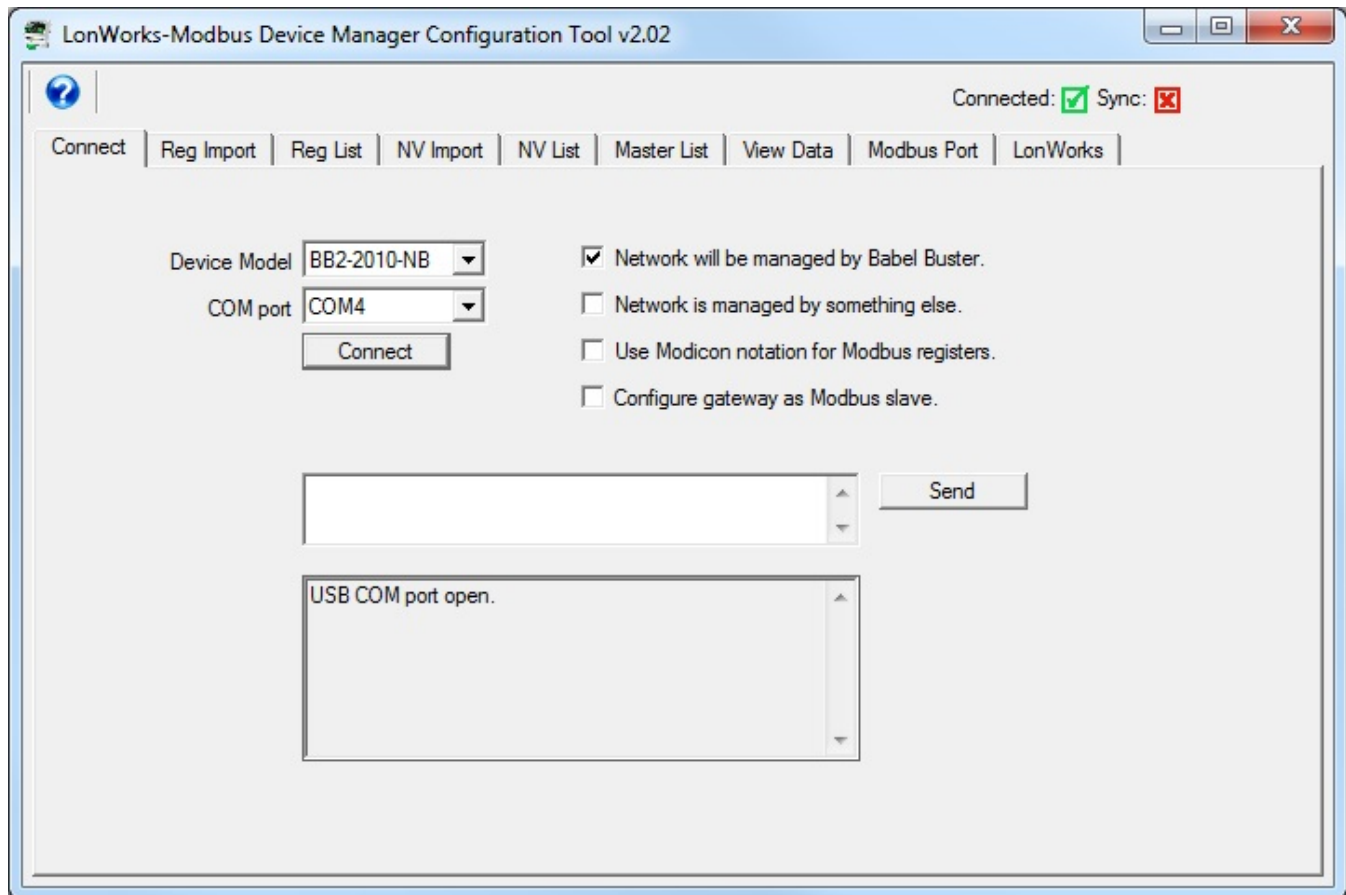 LonWorks-Modbus Device Manager Configuration Tool v2.02
Connected: Sync:
Connect Reg Import Reg List NV Import NV List Master List View Data Modbus Port LonWorks
Device Model BB2-2010-NB
Network will be managed by Babel Buster.
COM port COM4
Network is managed by something else.
Connect
Use Modicon notation for Modbus registers.
Configure gateway as Modbus slave.
Send
USB COM port open.